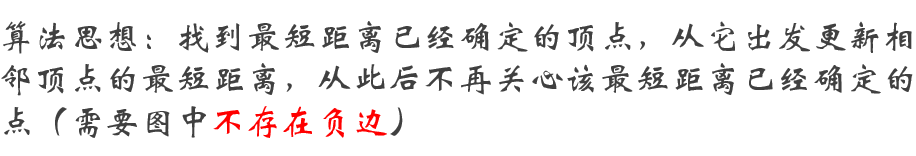 算法思想：找到最短距离已经确定的顶点，从它出发更新相
邻顶点的最短距离，从此后不再关心该最短距离已经确定的
点（需要图中不存在负边）